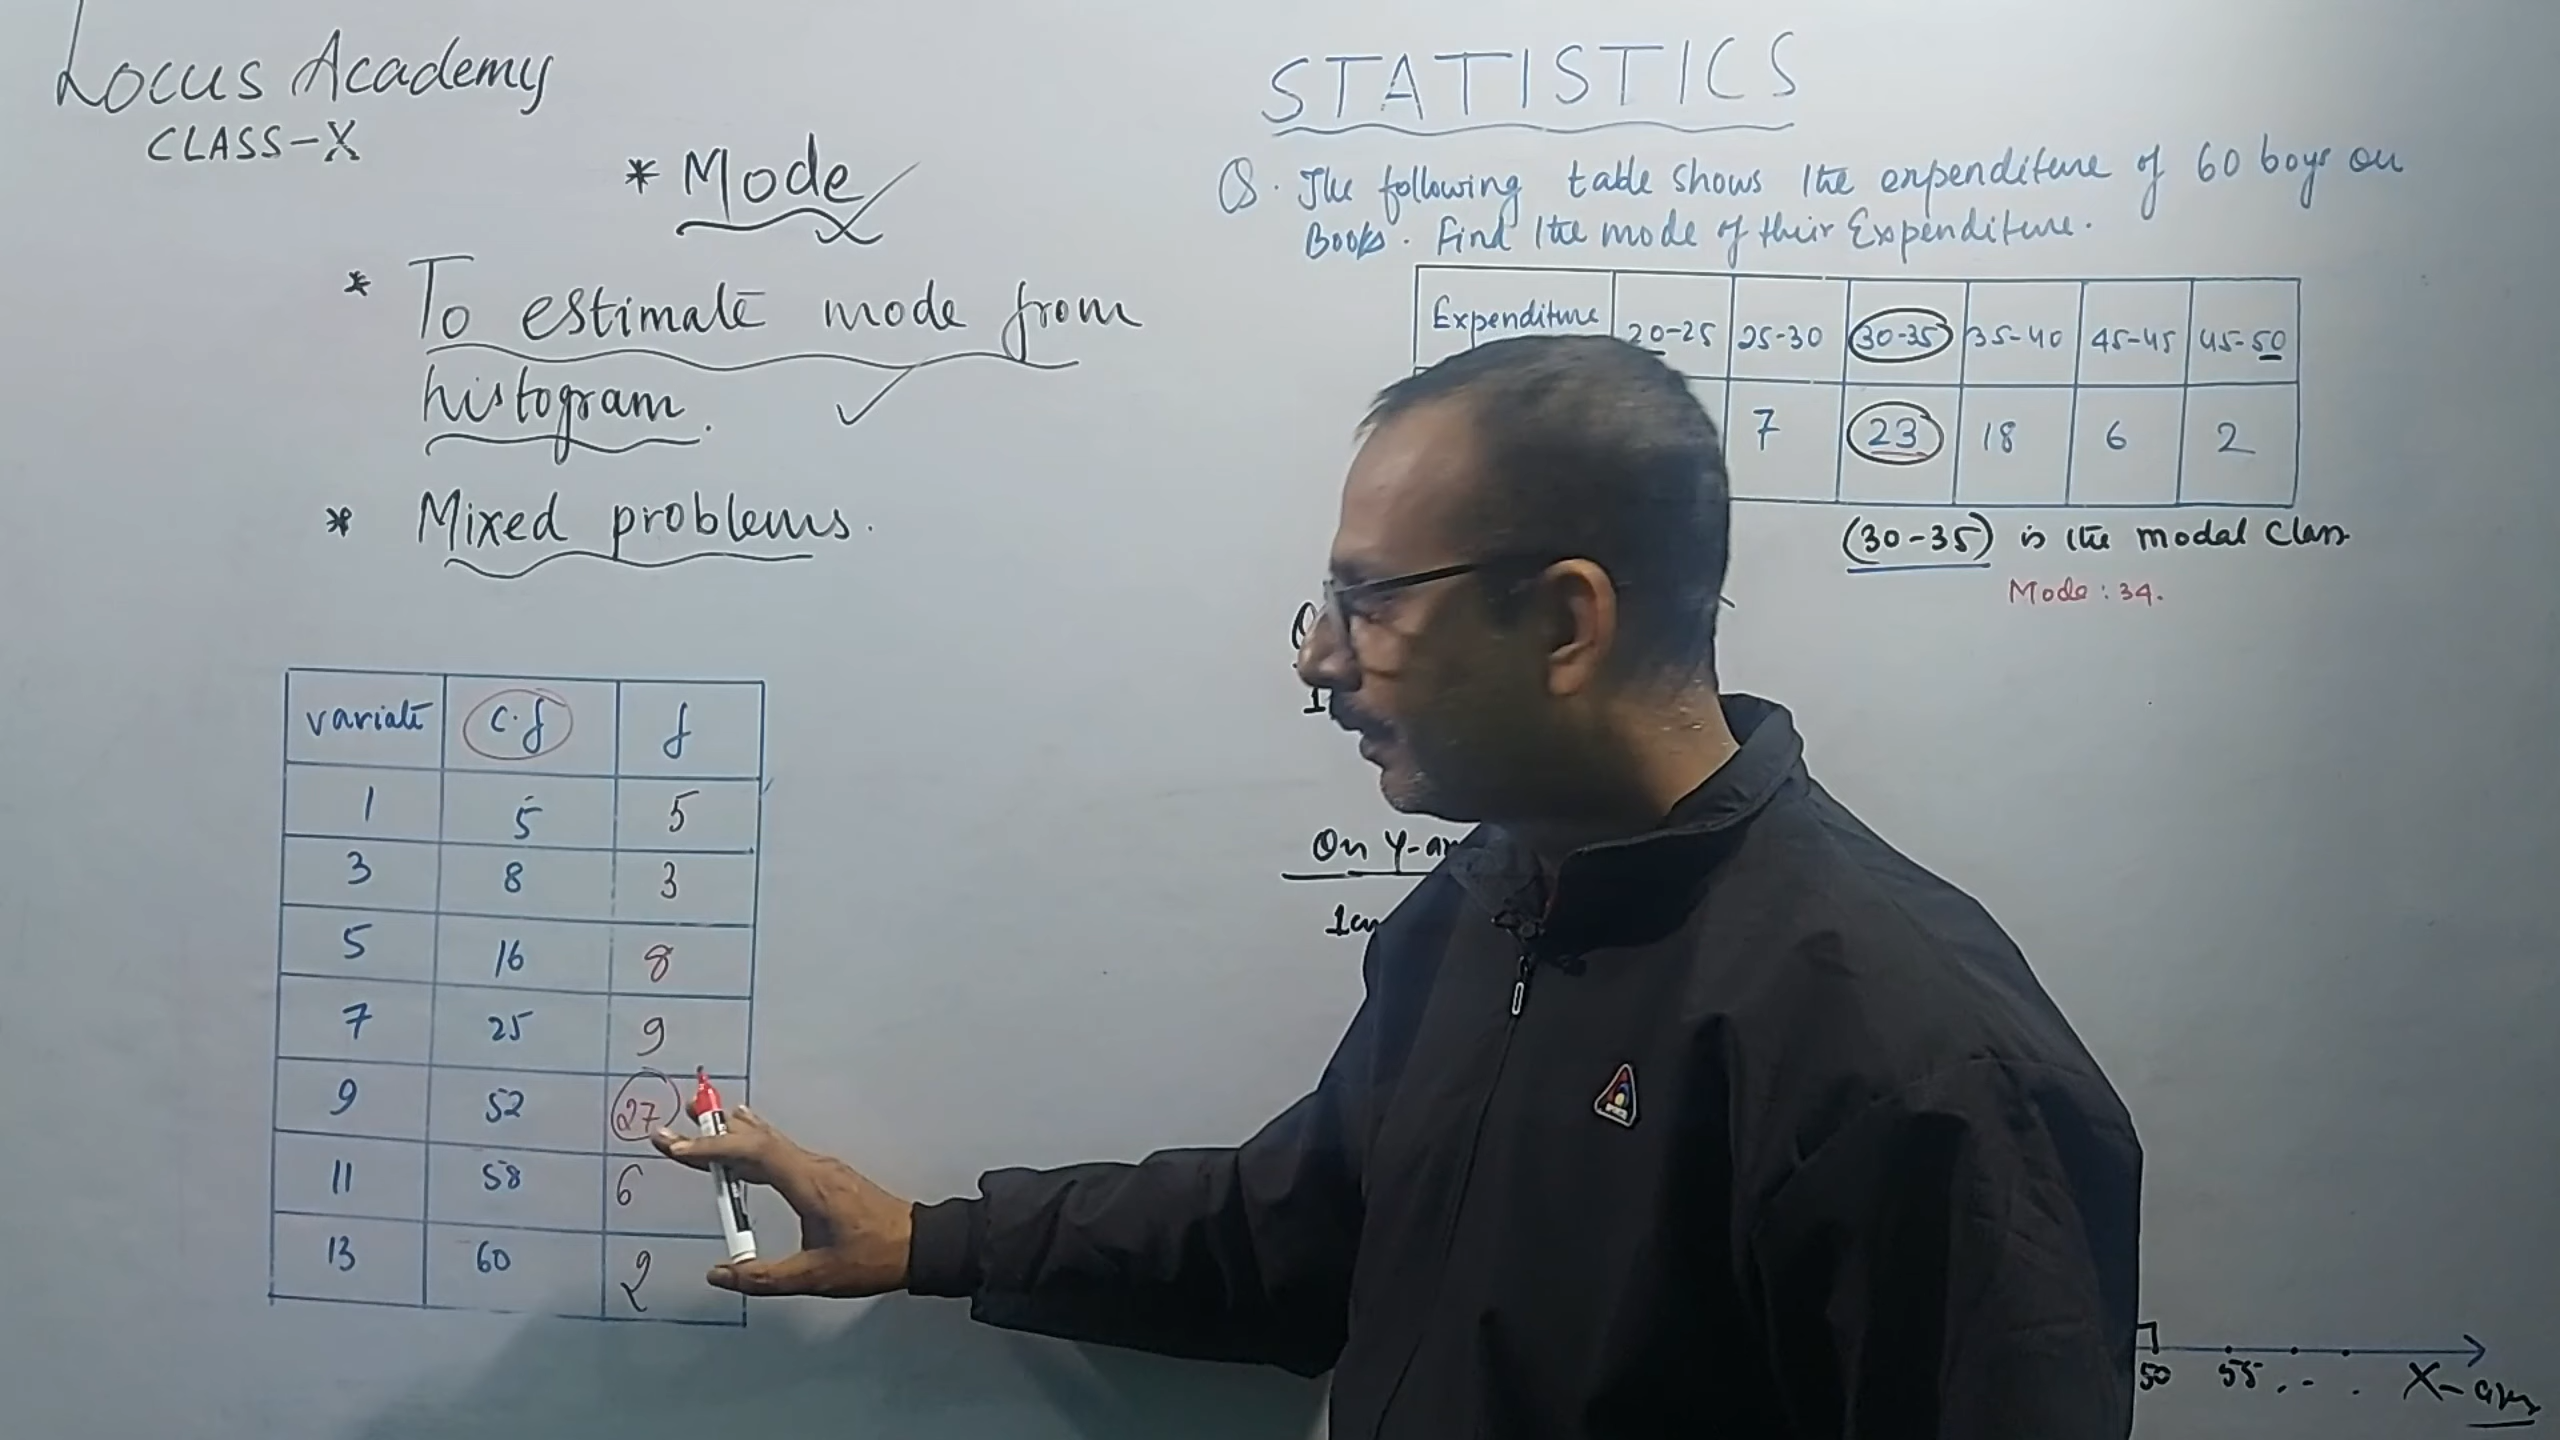 Locus Academy
CLASS-X
* Mode
* To estimate mode from
histogram.
* Mixed problems.
variate c.f f
1 5 5
3 8 3
5 16 8
7 25 9
9 52 27
11 58 6
13 60 2
STATISTICS
Q. The following table shows the expenditure of 60 boys on
Books. Find the mode of their Expenditure.
Expenditure 20-25 25-30 30-35 35-40 45-45 45-50
7 23 18 6 2
(30-35) is the modal Class
Mode : 34.
On Y-
50 55 . - . X-axis